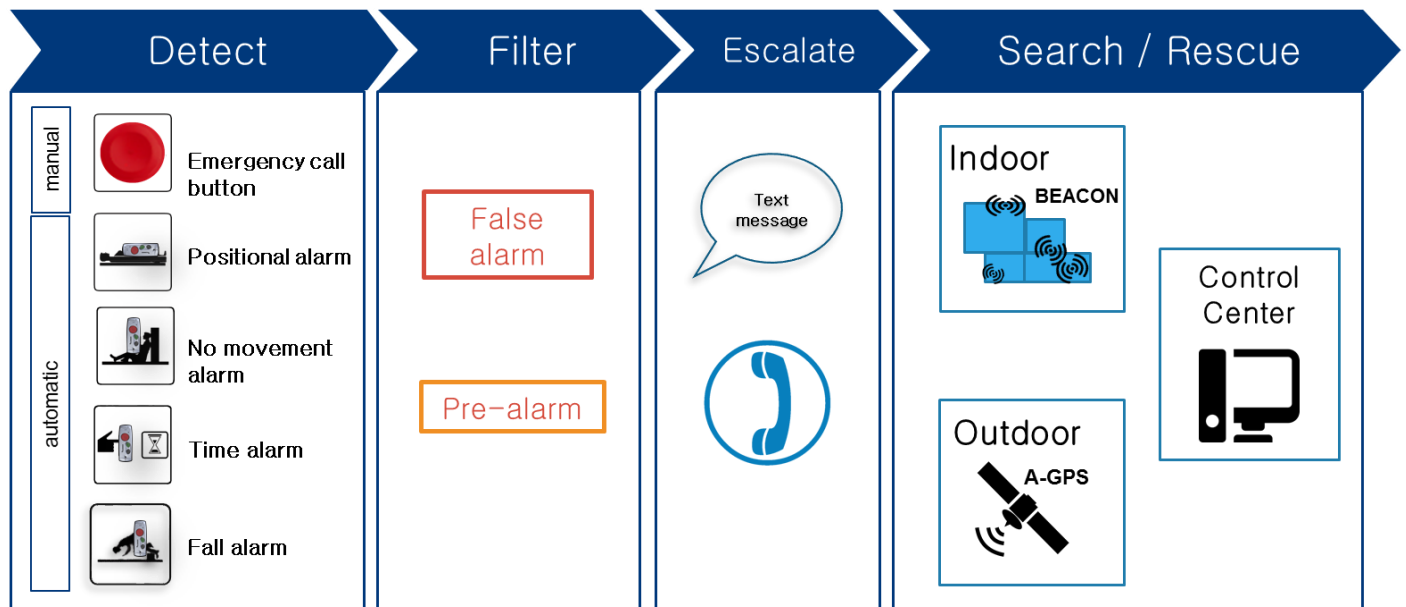 Detect
Filter
Escalate
Search / Rescue
manual
Emergency call
button
automatic
Positional alarm
No movement
alarm
Time alarm
Fall alarm
False
alarm
Pre-alarm
Text
message
Indoor
BEACON
Outdoor
A-GPS
Control
Center